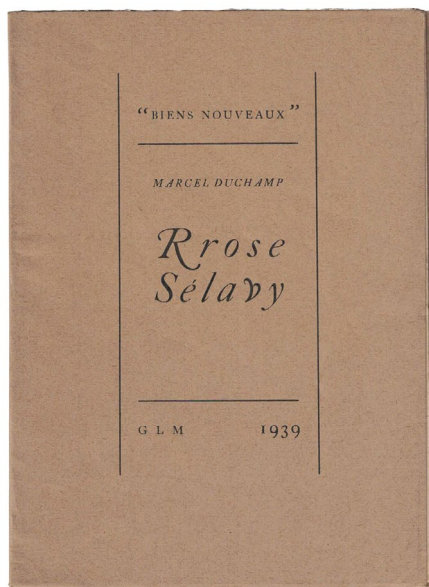 “BIENS NOUVEAUX”
MARCEL DUCHAMP
Rrose
Sélavy
G L M 1939